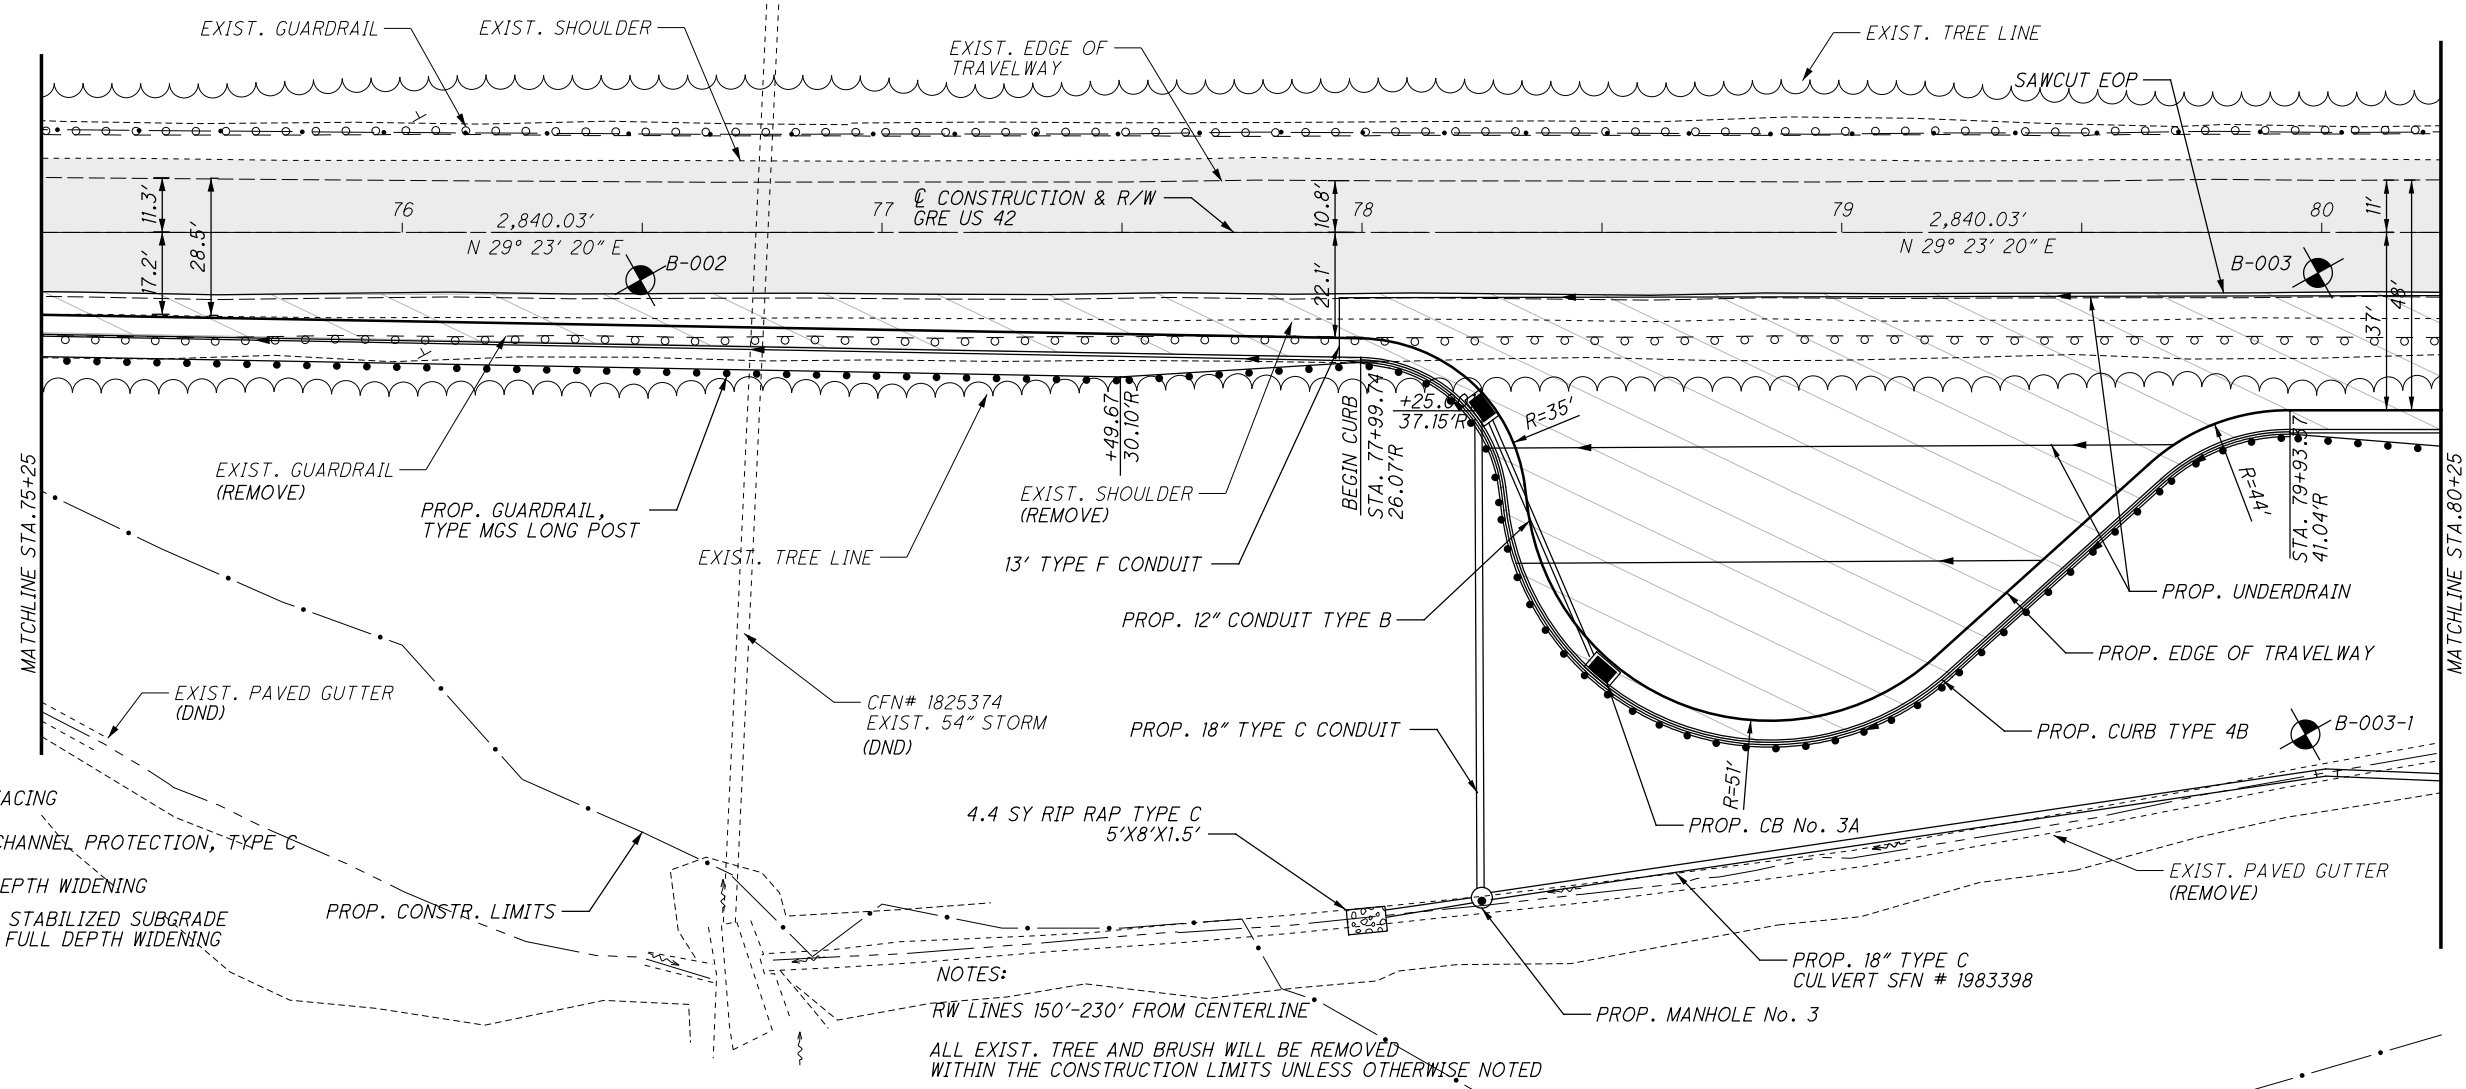 EXIST. GUARDRAIL
EXIST. SHOULDER
EXIST. EDGE OF
TRAVELWAY
EXIST. TREE LINE
SAWCUT EOP
11.3'
17.2'
28.5'
76
2,840.03'
N 29° 23' 20" E
B-002
77
℄ CONSTRUCTION & R/W
GRE US 42
10.8'
22.1'
78
79
2,840.03'
N 29° 23' 20" E
80
B-003
11'
37'
48'
MATCHLINE STA.75+25
MATCHLINE STA.80+25
EXIST. GUARDRAIL
(REMOVE)
PROP. GUARDRAIL,
TYPE MGS LONG POST
EXIST. TREE LINE
+49.67
30.10'R
EXIST. SHOULDER
(REMOVE)
13' TYPE F CONDUIT
BEGIN CURB
STA. 77+99.74
26.07'R
37.15'R
R=35'
R=44'
41.04'R
PROP. 12" CONDUIT TYPE B
PROP. UNDERDRAIN
PROP. EDGE OF TRAVELWAY
PROP. CURB TYPE 4B
B-003-1
EXIST. PAVED GUTTER
(DND)
CFN# 1825374
EXIST. 54" STORM
(DND)
PROP. 18" TYPE C CONDUIT
R=51'
4.4 SY RIP RAP TYPE C
5'X8'X1.5'
PROP. CB No. 3A
ACING
CHANNEL PROTECTION, TYPE C
EPTH WIDENING
STABILIZED SUBGRADE
FULL DEPTH WIDENING
PROP. CONSTR. LIMITS
EXIST. PAVED GUTTER
(REMOVE)
PROP. 18" TYPE C
CULVERT SFN # 1983398
PROP. MANHOLE No. 3
NOTES:
RW LINES 150'-230' FROM CENTERLINE
ALL EXIST. TREE AND BRUSH WILL BE REMOVED
WITHIN THE CONSTRUCTION LIMITS UNLESS OTHERWISE NOTED